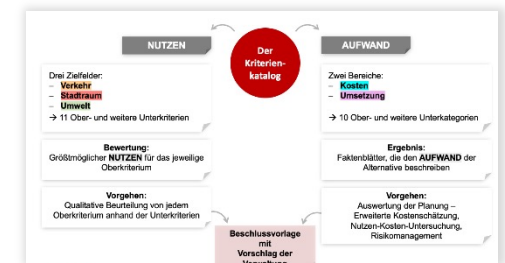 NUTZEN
Der
Kriterien-
katalog
AUFWAND
Drei Zielfelder:
– Verkehr
– Stadtraum
– Umwelt
→ 11 Ober- und weitere Unterkriterien
Zwei Bereiche:
– Kosten
– Umsetzung
→ 10 Ober- und weitere Unterkategorien
Bewertung:
Größtmöglicher NUTZEN für das jeweilige
Oberkriterium
Ergebnis:
Faktenblätter, die den AUFWAND der
Alternative beschreiben
Vorgehen:
Qualitative Beurteilung von jedem
Oberkriterium anhand der Unterkriterien
Vorgehen:
Auswertung der Planung –
Erweiterte Kostenschätzung,
Nutzen-Kosten-Untersuchung,
Risikomanagement
Beschlussvorlage
mit
Vorschlag der